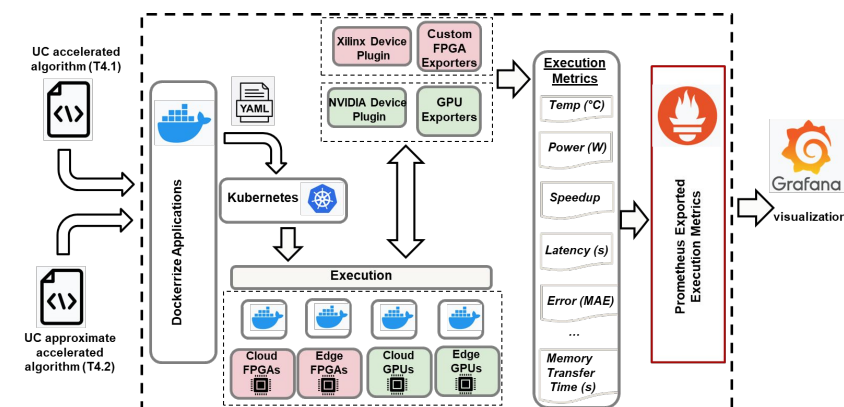 UC accelerated
algorithm (T4.1)
UC approximate
accelerated
algorithm (T4.2)
Dockerrize Applications
YAML
Kubernetes
Xilinx Device
Plugin
Custom
FPGA
Exporters
NVIDIA Device
Plugin
GPU
Exporters
Execution
Cloud
FPGAs
Edge
FPGAs
Cloud
GPUs
Edge
GPUs
Execution
Metrics
Temp (°C)
Power (W)
Speedup
Latency (s)
Error (MAE)
...
Memory
Transfer
Time (s)
Prometheus Exported
Execution Metrics
Grafana
visualization